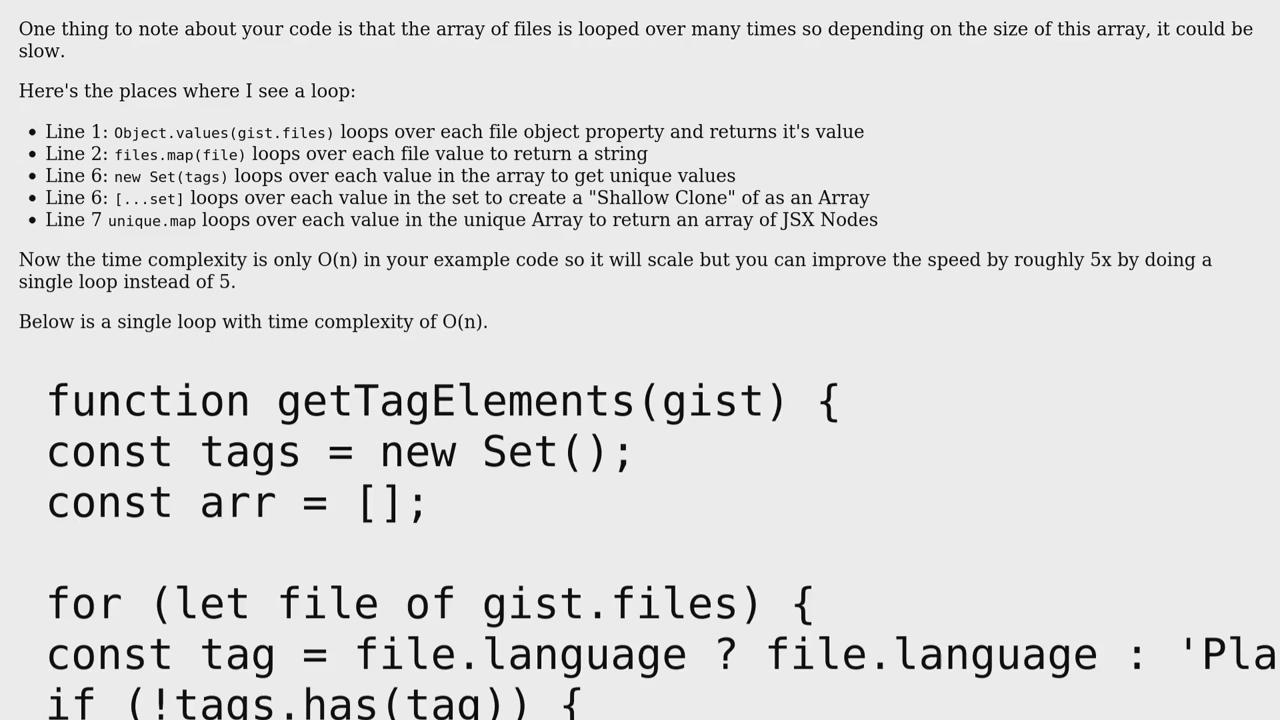 One thing to note about your code is that the array of files is looped over many times so depending on the size of this array, it could be
slow.
Here's the places where I see a loop:
• Line 1: Object.values(gist.files) loops over each file object property and returns it's value
• Line 2: files.map(file) loops over each file value to return a string
• Line 6: new Set(tags) loops over each value in the array to get unique values
• Line 6: [...set] loops over each value in the set to create a "Shallow Clone" of as an Array
• Line 7 unique.map loops over each value in the unique Array to return an array of JSX Nodes
Now the time complexity is only O(n) in your example code so it will scale but you can improve the speed by roughly 5x by doing a
single loop instead of 5.
Below is a single loop with time complexity of O(n).
function getTagElements(gist) {
const tags = new Set();
const arr = [];
for (let file of gist.files) {
const tag = file.language ? file.language : 'Pla
if (!tags.has(tag)) {